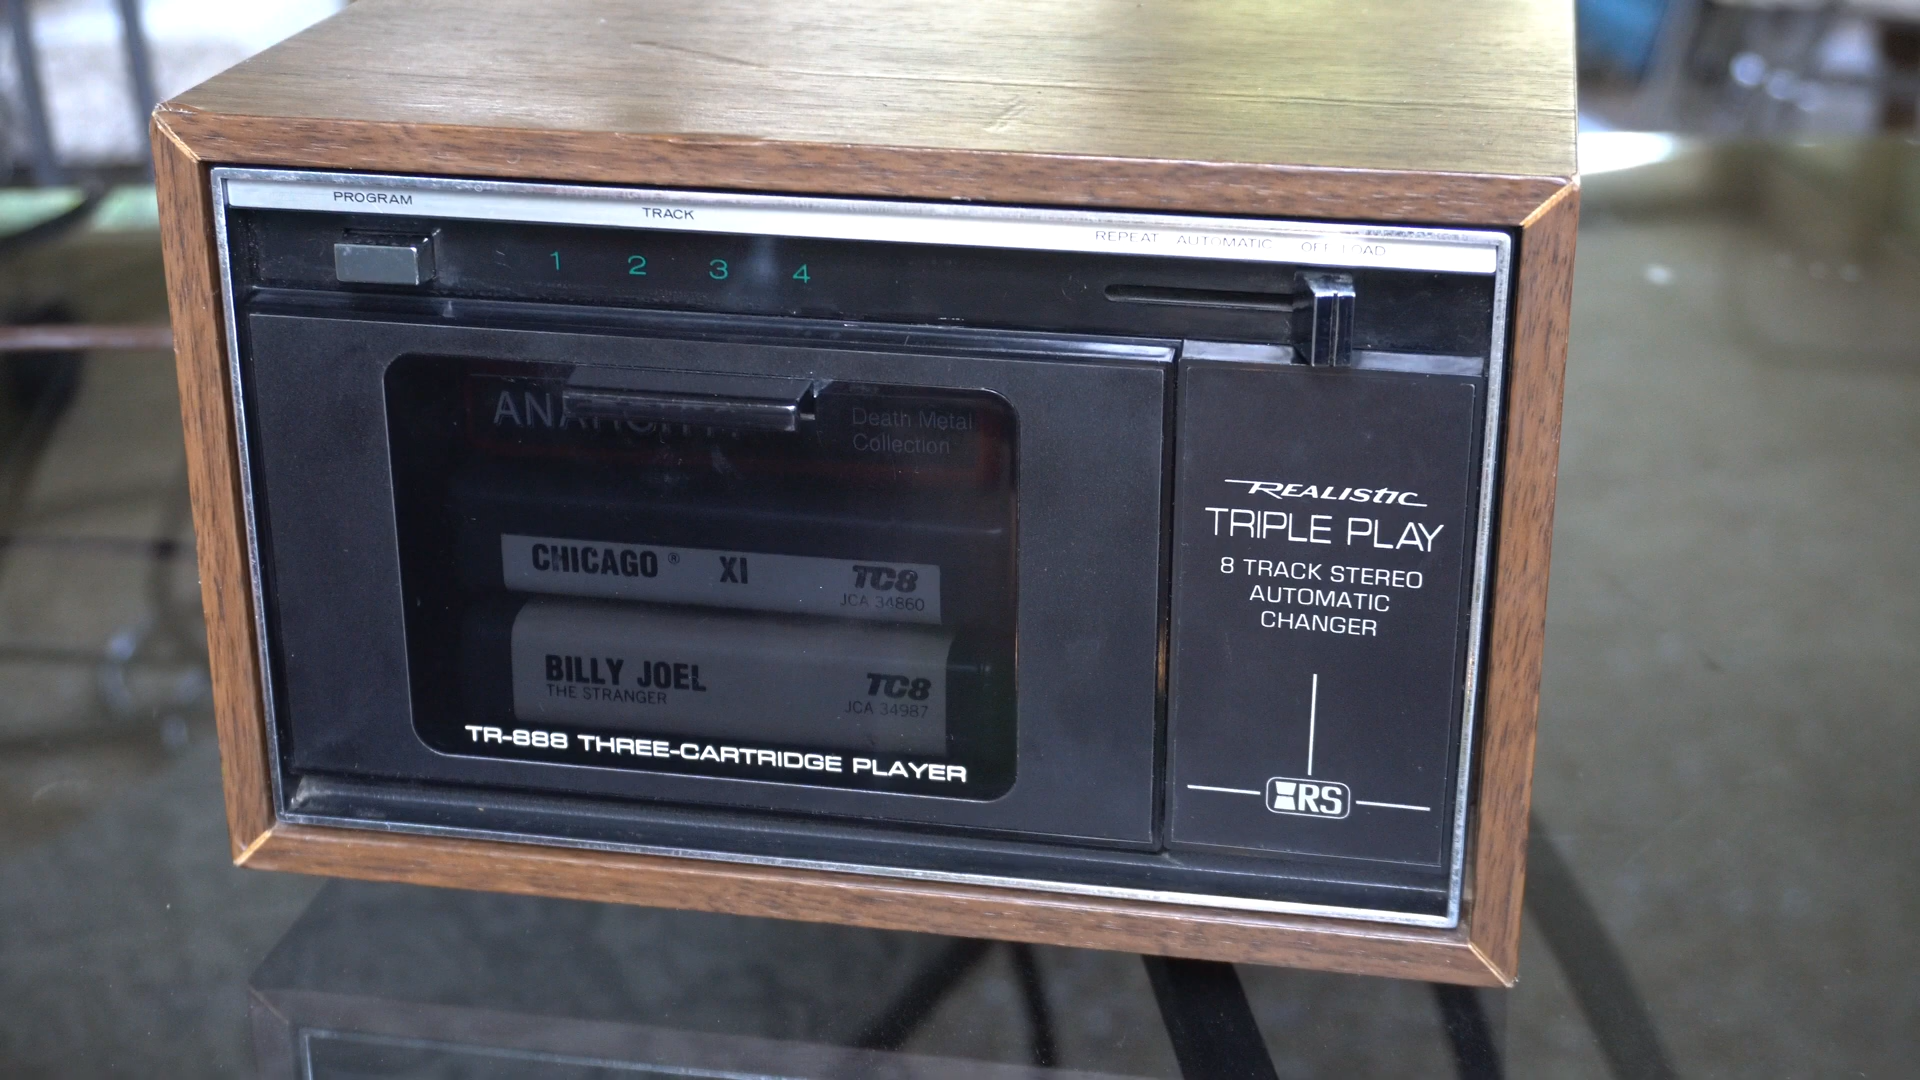 PROGRAM
TRACK
REPEAT AUTOMATIC OFF-LOAD
1 2 3 4
Death Metal
Collection
CHICAGO ® XI TC8
JCA 34860
BILLY JOEL TC8
THE STRANGER
JCA 34987
TR-888 THREE-CARTRIDGE PLAYER
REALISTIC
TRIPLE PLAY
8 TRACK STEREO
AUTOMATIC
CHANGER
RS